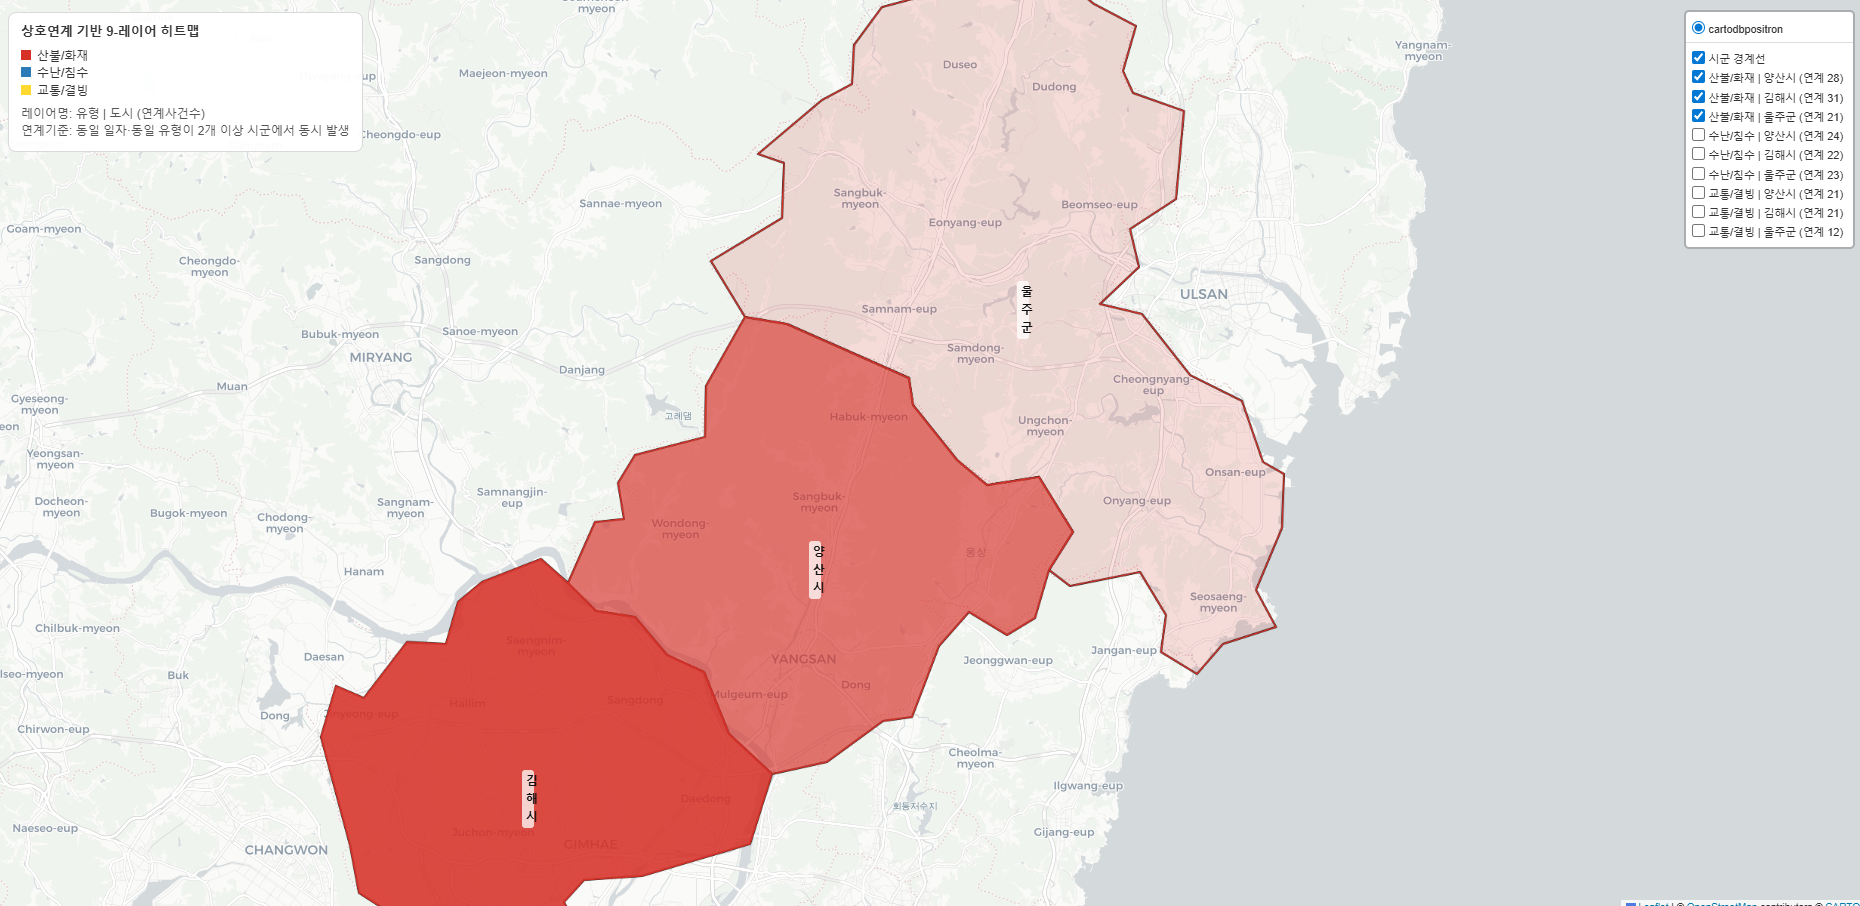 상호연계 기반 9-레이어 히트맵
산불/화재
수난/침수
교통/결빙
레이어명: 유형 | 도시 (연계사건수)
연계기준: 동일 일자·동일 유형이 2개 이상 시군에서 동시 발생
cartodbpositron
시군 경계선
산불/화재 | 양산시 (연계 28)
산불/화재 | 김해시 (연계 31)
산불/화재 | 울주군 (연계 21)
수난/침수 | 양산시 (연계 24)
수난/침수 | 김해시 (연계 22)
수난/침수 | 울주군 (연계 23)
교통/결빙 | 양산시 (연계 21)
교통/결빙 | 김해시 (연계 21)
교통/결빙 | 울주군 (연계 12)
Yangnam-
myeon
Maejeon-myeon
Duseo
Dudong
Cheongdo-eup
Sannae-myeon
Sangbuk-
myeon
Beomseo-eup
Eonyang-eup
Goam-myeon
Cheongdo-
myeon
Sangdong
ULSAN
울
주
군
Samnam-eup
Bubuk-myeon
Sanoe-myeon
MIRYANG
Samdong-
myeon
Danjang
Muan
Cheongnyang-
eup
Gyeseong-
myeon
고례댐
Habuk-myeon
Ungchon-
myeon
Yeongsan-
myeon
Onsan-eup
Samnangjin-
eup
Sangbuk-
myeon
Docheon-
myeon
Sangnam-
myeon
Onyang-eup
Bugok-myeon
Chodong-
myeon
Wondong-
myeon
양
산
시
웅상
Hanam
Seosaeng-
myeon
Chilbuk-myeon
Saengnim-
myeon
Daesan
YANGSAN
Jeonggwan-eup
Jangan-eup
Buk
Dong
Mulgeum-eup
Hallim
Sangdong
Jinyeong-eup
Dong
Chirwon-eup
Cheolma-
myeon
김
해
시
Ilgwang-eup
Daedong
회동저수지
Naeseo-eup
Juchon-myeon
Gijang-eup
GIMHAE
CHANGWON